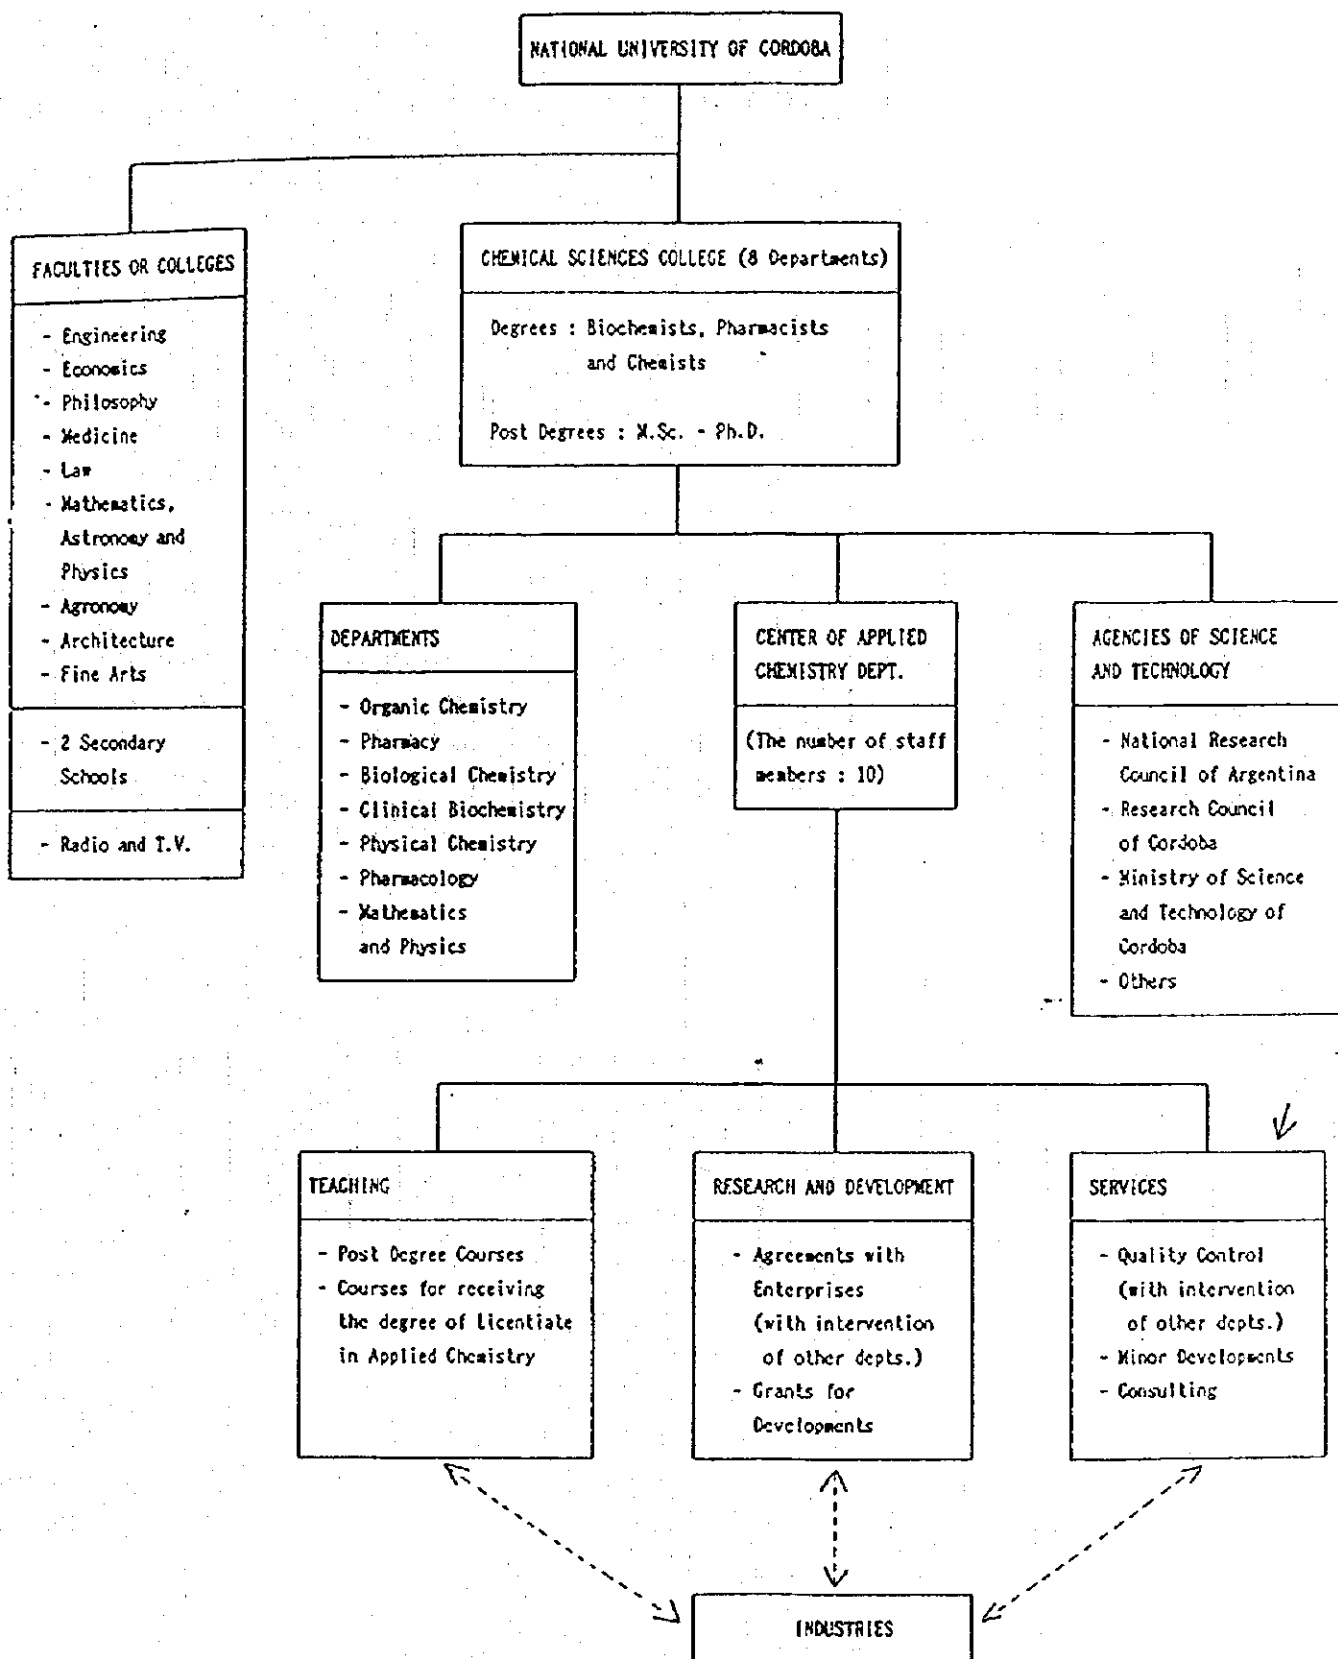 NATIONAL UNIVERSITY OF CORDOBA
FACULTIES OR COLLEGES
- Engineering
- Economics
- Philosophy
- Medicine
- Law
- Mathematics,
Astronomy and
Physics
- Agronomy
- Architecture
- Fine Arts
- 2 Secondary
Schools
- Radio and T.V.
CHEMICAL SCIENCES COLLEGE (8 Departments)
Degrees : Biochemists, Pharmacists
and Chemists
Post Degrees : M.Sc. - Ph.D.
DEPARTMENTS
- Organic Chemistry
- Pharmacy
- Biological Chemistry
- Clinical Biochemistry
- Physical Chemistry
- Pharmacology
- Mathematics
and Physics
CENTER OF APPLIED
CHEMISTRY DEPT.
(The number of staff
members : 10)
AGENCIES OF SCIENCE
AND TECHNOLOGY
- National Research
Council of Argentina
- Research Council
of Cordoba
- Ministry of Science
and Technology of
Cordoba
- Others
TEACHING
- Post Degree Courses
- Courses for receiving
the degree of Licentiate
in Applied Chemistry
RESEARCH AND DEVELOPMENT
- Agreements with
Enterprises
(with intervention
of other depts.)
- Grants for
Developments
SERVICES
- Quality Control
(with intervention
of other depts.)
- Minor Developments
- Consulting
INDUSTRIES